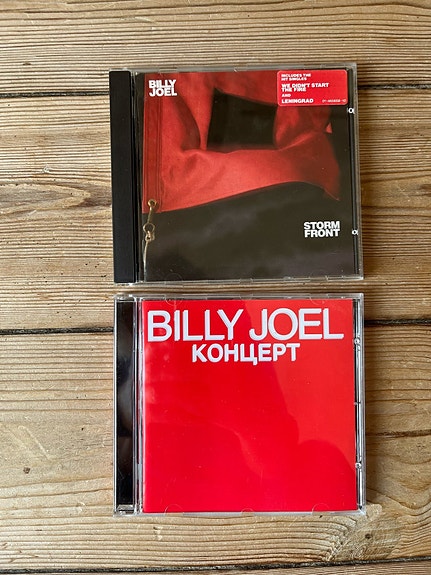 BILLY
JOEL
INCLUDES THE
HIT SINGLES
WE DIDN'T START
THE FIRE
AND
LENINGRAD
STORM
FRONT
BILLY JOEL
КОНЦЕРТ